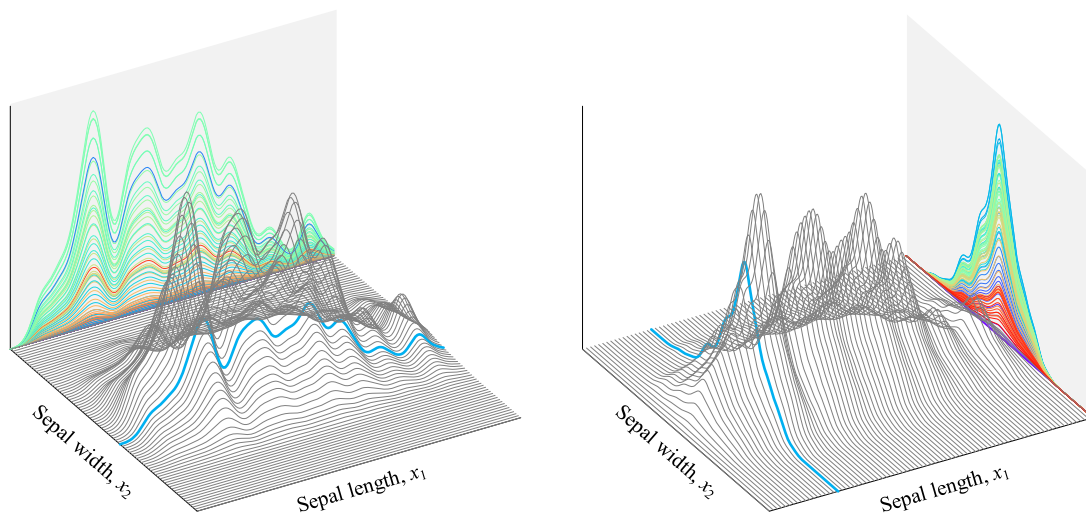 Sepal width, x₂
Sepal length, x₁
Sepal width, x₂
Sepal length, x₁